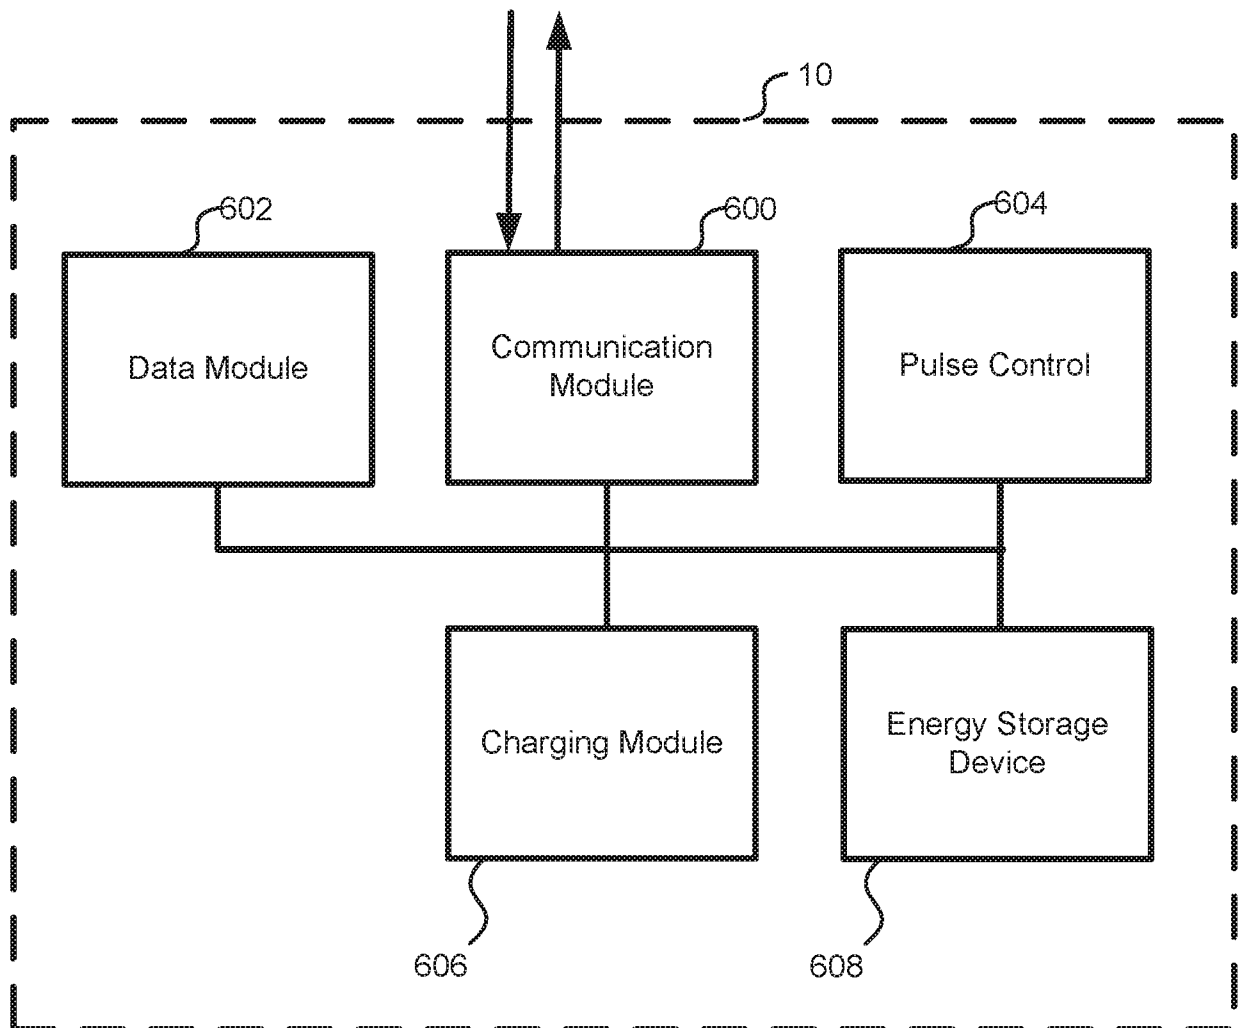 10
602
600
604
Data Module
Communication
Module
Pulse Control
Charging Module
Energy Storage
Device
606
608